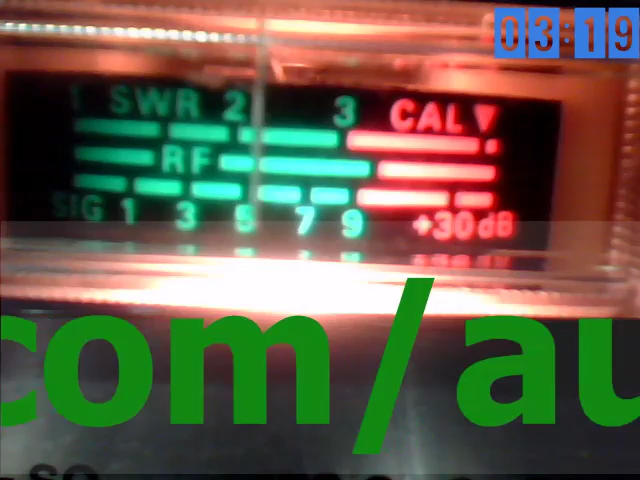 03:19
1 SWR 2 3 CAL ▼
RF
SIG 1 3 5 7 9 +30dB
com/au